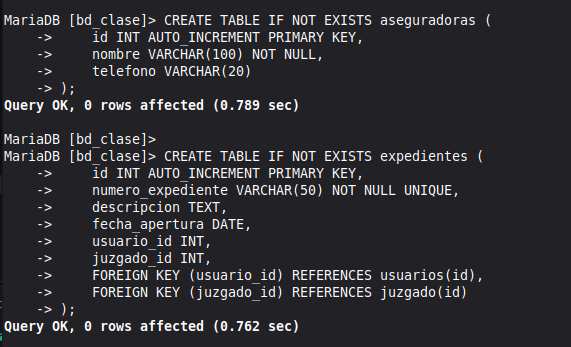 MariaDB [bd_clase]> CREATE TABLE IF NOT EXISTS aseguradoras (
    ->     id INT AUTO_INCREMENT PRIMARY KEY,
    ->     nombre VARCHAR(100) NOT NULL,
    ->     telefono VARCHAR(20)
    -> );
Query OK, 0 rows affected (0.789 sec)

MariaDB [bd_clase]>
MariaDB [bd_clase]> CREATE TABLE IF NOT EXISTS expedientes (
    ->     id INT AUTO_INCREMENT PRIMARY KEY,
    ->     numero_expediente VARCHAR(50) NOT NULL UNIQUE,
    ->     descripcion TEXT,
    ->     fecha_apertura DATE,
    ->     usuario_id INT,
    ->     juzgado_id INT,
    ->     FOREIGN KEY (usuario_id) REFERENCES usuarios(id),
    ->     FOREIGN KEY (juzgado_id) REFERENCES juzgado(id)
    -> );
Query OK, 0 rows affected (0.762 sec)